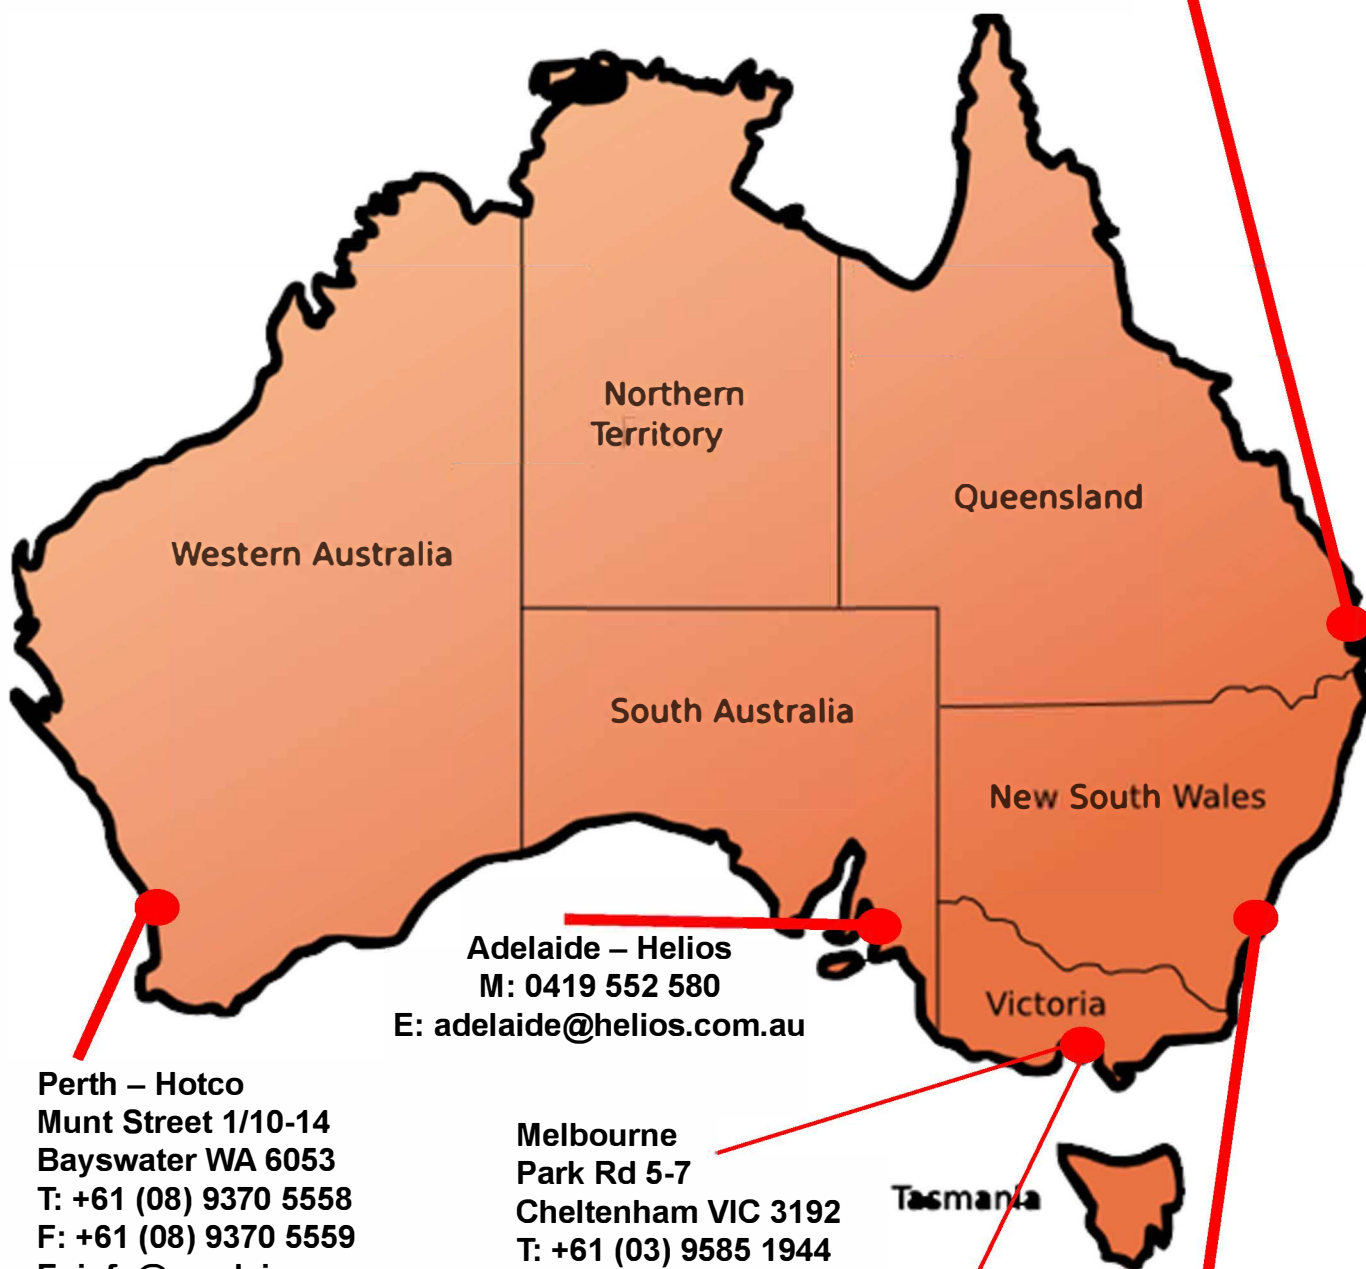 Northern
Territory
Queensland
Western Australia
South Australia
New South Wales
Adelaide – Helios
M: 0419 552 580
E: adelaide@helios.com.au
Victoria
Perth – Hotco
Munt Street 1/10-14
Bayswater WA 6053
T: +61 (08) 9370 5558
F: +61 (08) 9370 5559
Melbourne
Park Rd 5-7
Cheltenham VIC 3192
T: +61 (03) 9585 1944
Tasmania